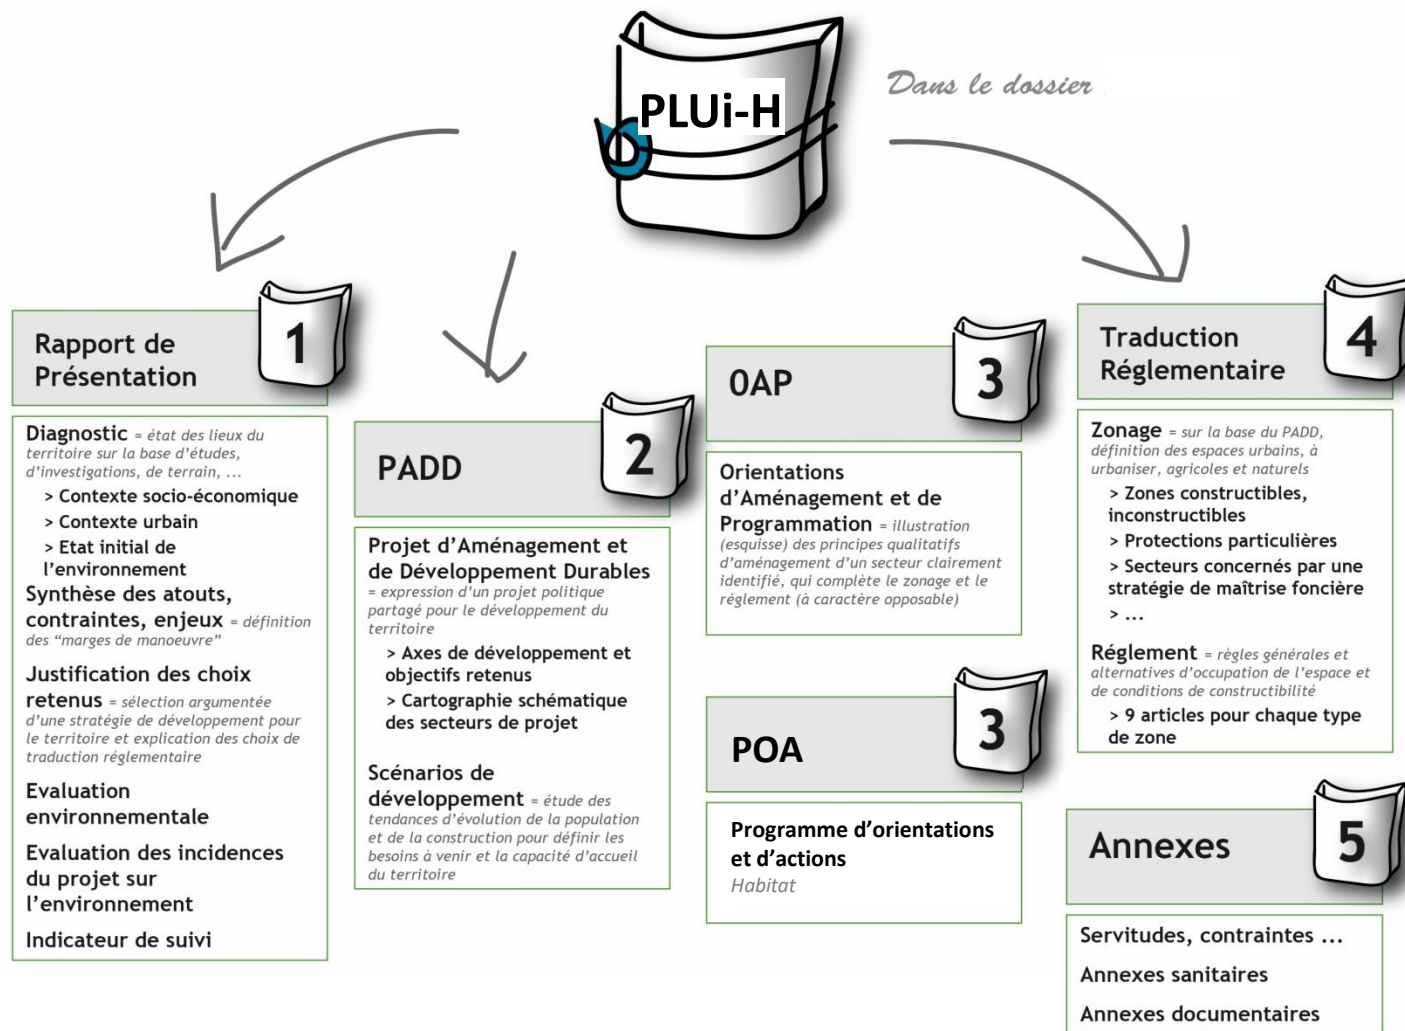 PLUi-H
Dans le dossier
1
Rapport de
Présentation
Diagnostic = état des lieux du
territoire sur la base d'études,
d'investigations, de terrain, ...
> Contexte socio-économique
> Contexte urbain
> Etat initial de
l'environnement
Synthèse des atouts,
contraintes, enjeux = définition
des “marges de manoeuvre”
Justification des choix
retenus = sélection argumentée
d'une stratégie de développement pour
le territoire et explication des choix de
traduction réglementaire
Evaluation
environnementale
Evaluation des incidences
du projet sur
l'environnement
Indicateur de suivi
2
PADD
Projet d'Aménagement et
de Développement Durables
= expression d'un projet politique
partagé pour le développement du
territoire
> Axes de développement et
objectifs retenus
> Cartographie schématique
des secteurs de projet
Scénarios de
développement = étude des
tendances d'évolution de la population
et de la construction pour définir les
besoins à venir et la capacité d'accueil
du territoire
3
OAP
Orientations
d'Aménagement et de
Programmation = illustration
(esquisse) des principes qualitatifs
d'aménagement d'un secteur clairement
identifié, qui complète le zonage et le
réglement (à caractère opposable)
3
POA
Programme d'orientations
et d'actions
Habitat
4
Traduction
Réglementaire
Zonage = sur la base du PADD,
définition des espaces urbains, à
urbaniser, agricoles et naturels
> Zones constructibles,
inconstructibles
> Protections particulières
> Secteurs concernés par une
stratégie de maîtrise foncière
> ...
Réglement = règles générales et
alternatives d'occupation de l'espace et
de conditions de constructibilité
> 9 articles pour chaque type
de zone
5
Annexes
Servitudes, contraintes ...
Annexes sanitaires
Annexes documentaires